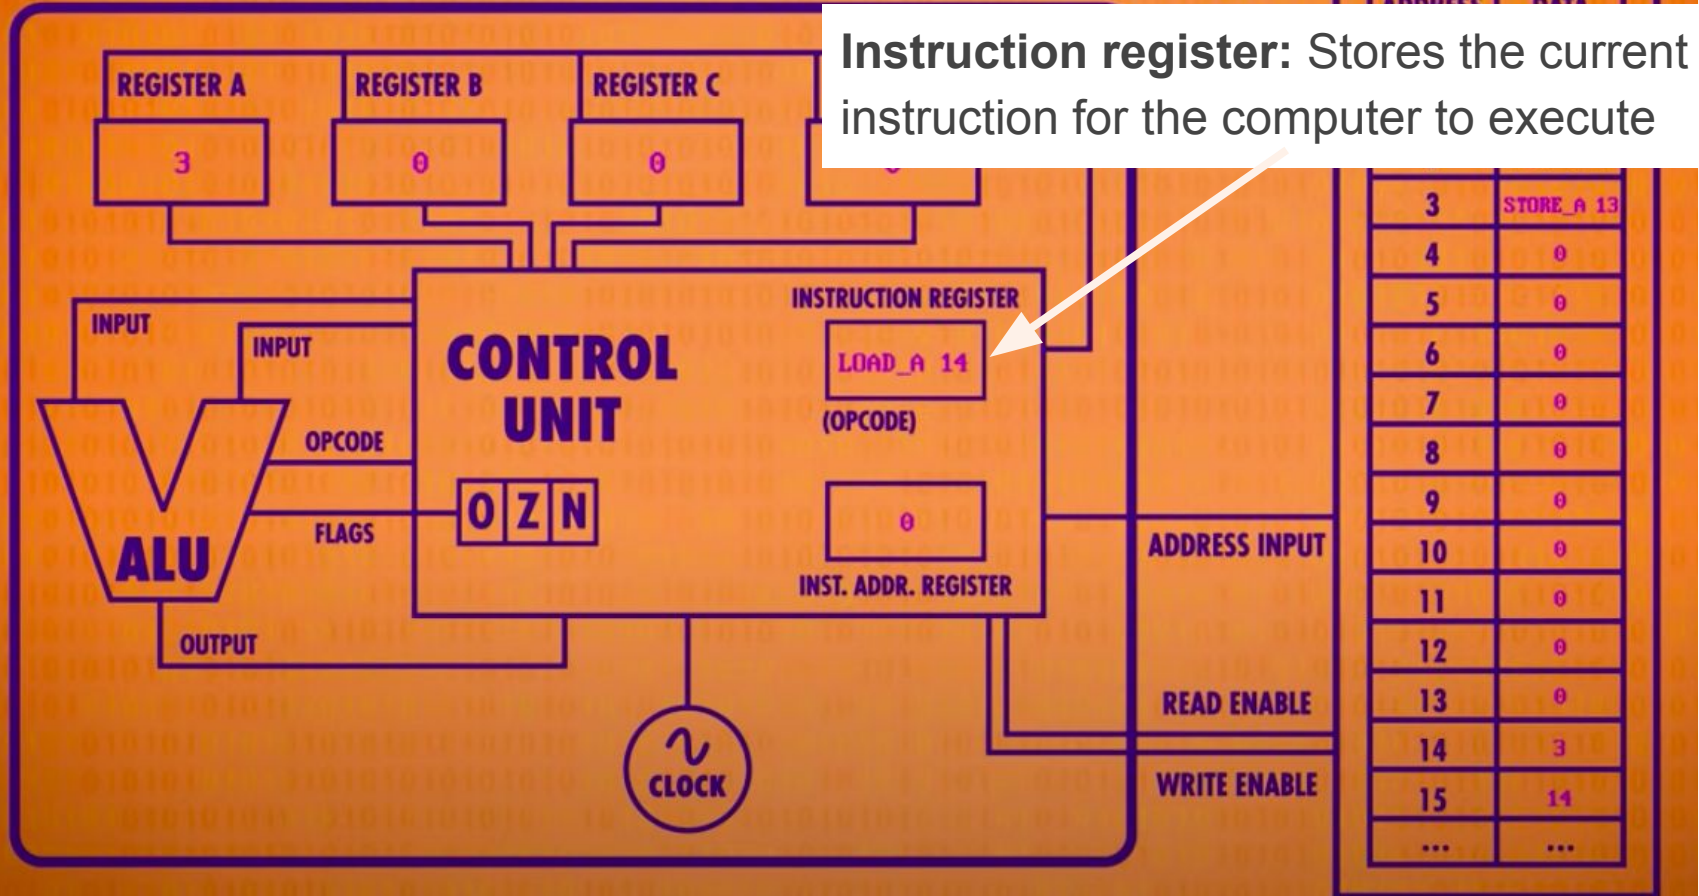 ADDRESS DATA
Instruction register: Stores the current
instruction for the computer to execute
REGISTER A
REGISTER B
REGISTER C
3
0
0
3 STORE_A 13
4 0
5 0
6 0
7 0
8 0
9 0
10 0
11 0
12 0
13 0
14 3
15 14
... ...
INPUT
INPUT
CONTROL
UNIT
INSTRUCTION REGISTER
LOAD_A 14
(OPCODE)
OPCODE
FLAGS
O Z N
0
INST. ADDR. REGISTER
ALU
OUTPUT
CLOCK
ADDRESS INPUT
READ ENABLE
WRITE ENABLE